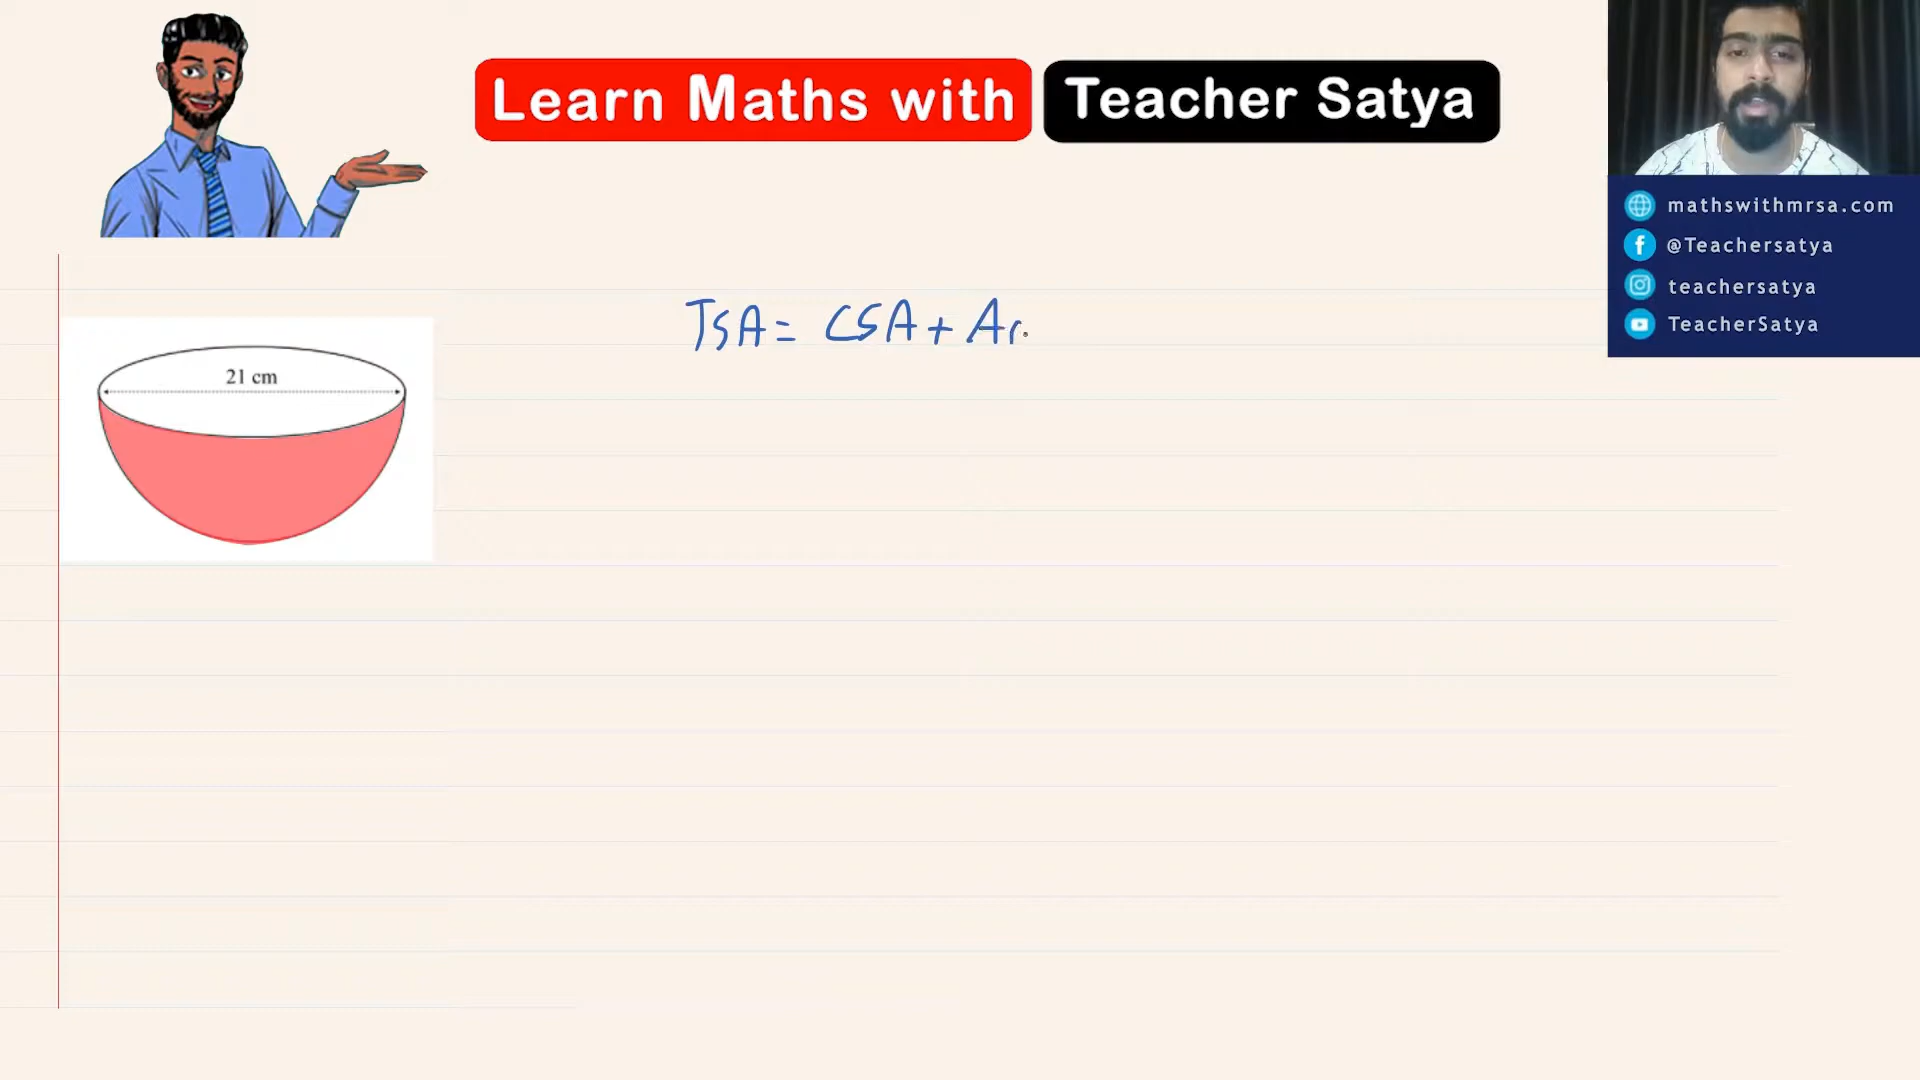 Learn Maths with Teacher Satya
mathswithmrsa.com
@Teachersatya
teachersatya
TeacherSatya
TSA = CSA + Ar
21 cm